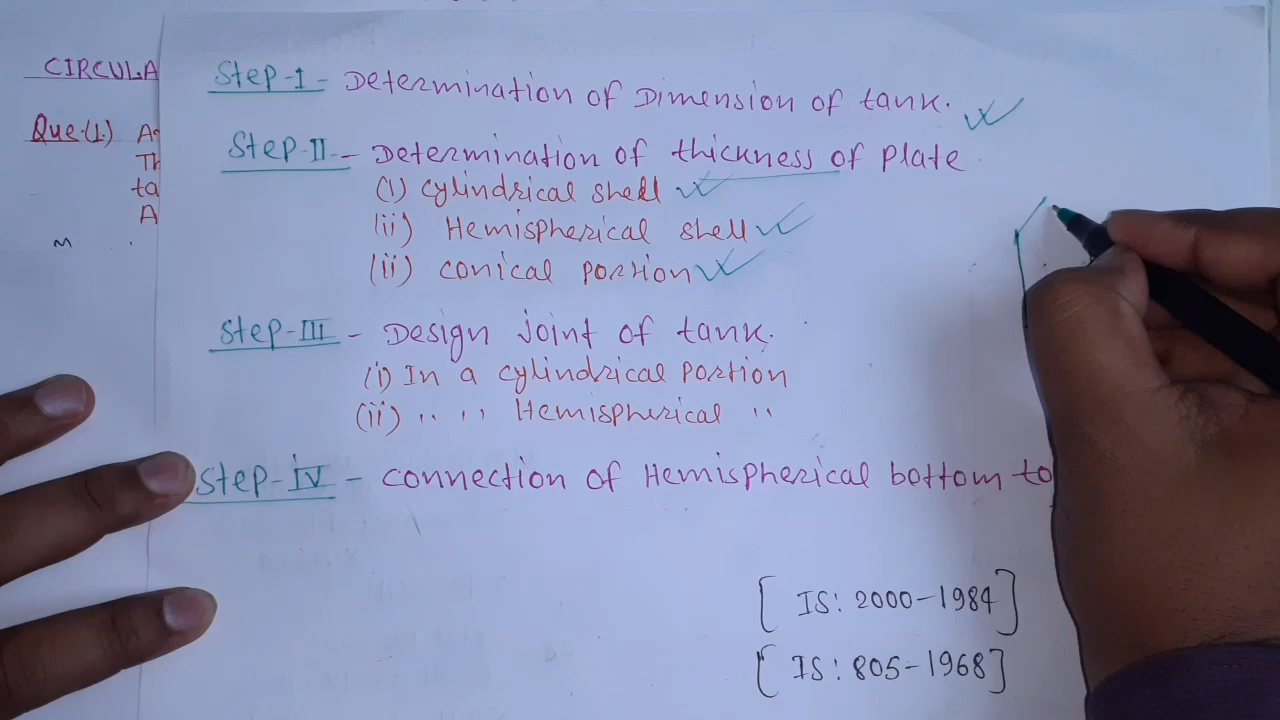 CIRCULA
Que.(1.) A
Th
ta
A
Step-I - Determination of Dimension of tank.
Step-II - Determination of thickness of plate
(i) cylindrical shell
(ii) Hemispherical shell
(ii) conical portion
Step-III - Design joint of tank.
(i) In a cylindrical portion
(ii) " " Hemispherical "
Step-IV - connection of Hemispherical bottom to
[IS: 2000-1984]
[IS: 805-1968]